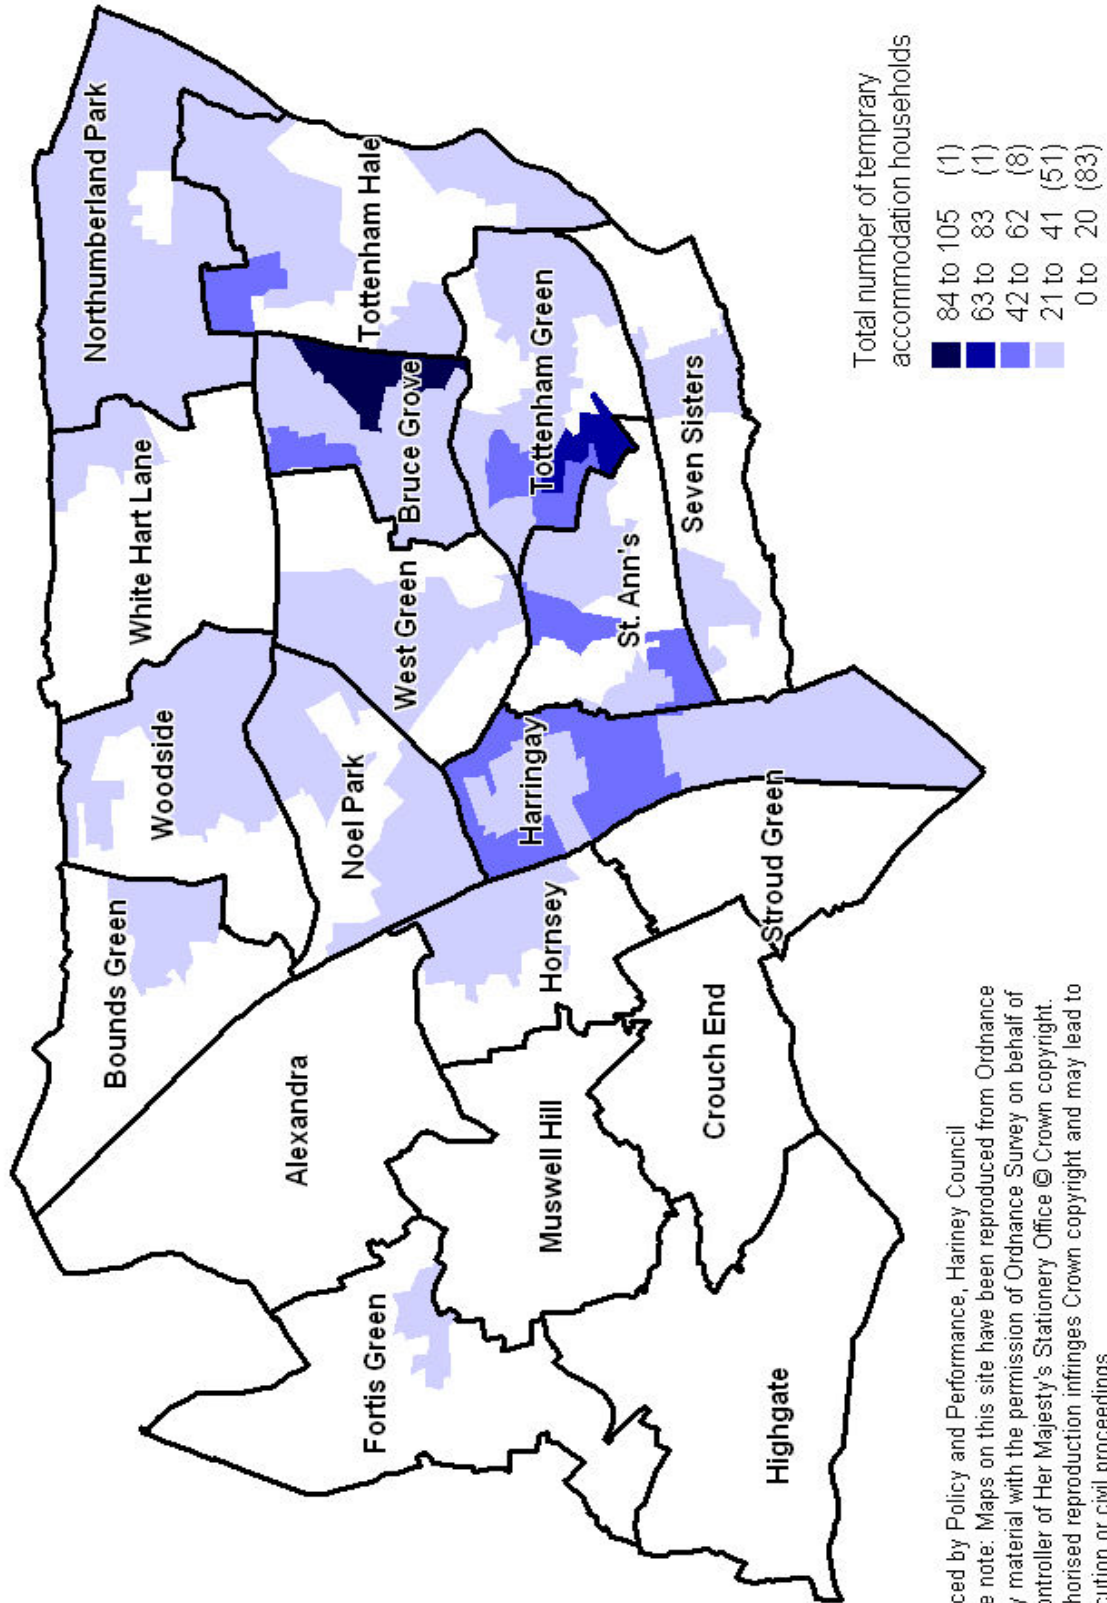 Northumberland Park
White Hart Lane
Woodside
Bounds Green
Tottenham Hale
Bruce Grove
West Green
Noel Park
Alexandra
Tottenham Green
St. Ann's
Harringay
Hornsey
Muswell Hill
Fortis Green
Seven Sisters
Stroud Green
Crouch End
Highgate
Total number of temprary
accommodation households
84 to 105 (1)
63 to 83 (1)
42 to 62 (8)
21 to 41 (51)
0 to 20 (83)
ced by Policy and Performance, Hariney Council
e note: Maps on this site have been reproduced from Ordnance
y material with the permission of Ordnance Survey on behalf of
ontroller of Her Majesty's Stationery Office © Crown copyright.
horised reproduction infringes Crown copyright and may lead to
cution or civil proceedings